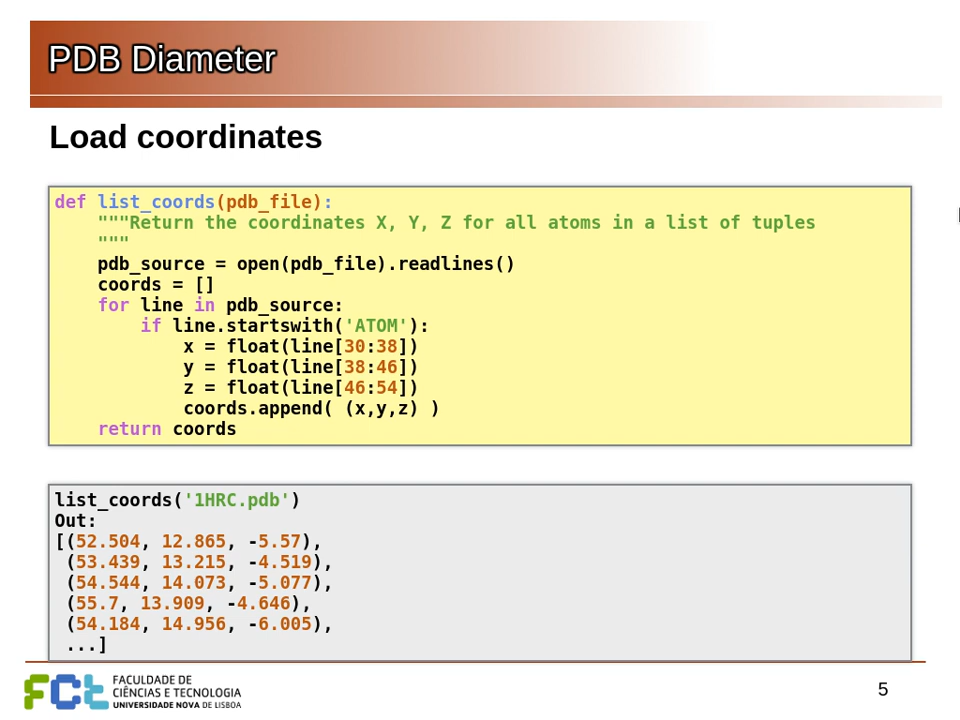 PDB Diameter
Load coordinates
def list_coords(pdb_file):
    """Return the coordinates X, Y, Z for all atoms in a list of tuples
    """
    pdb_source = open(pdb_file).readlines()
    coords = []
    for line in pdb_source:
        if line.startswith('ATOM'):
            x = float(line[30:38])
            y = float(line[38:46])
            z = float(line[46:54])
            coords.append( (x,y,z) )
    return coords
list_coords('1HRC.pdb')
Out:
[(52.504, 12.865, -5.57),
 (53.439, 13.215, -4.519),
 (54.544, 14.073, -5.077),
 (55.7, 13.909, -4.646),
 (54.184, 14.956, -6.005),
 ...]
FCt
FACULDADE DE
CIÊNCIAS E TECNOLOGIA
UNIVERSIDADE NOVA DE LISBOA
5